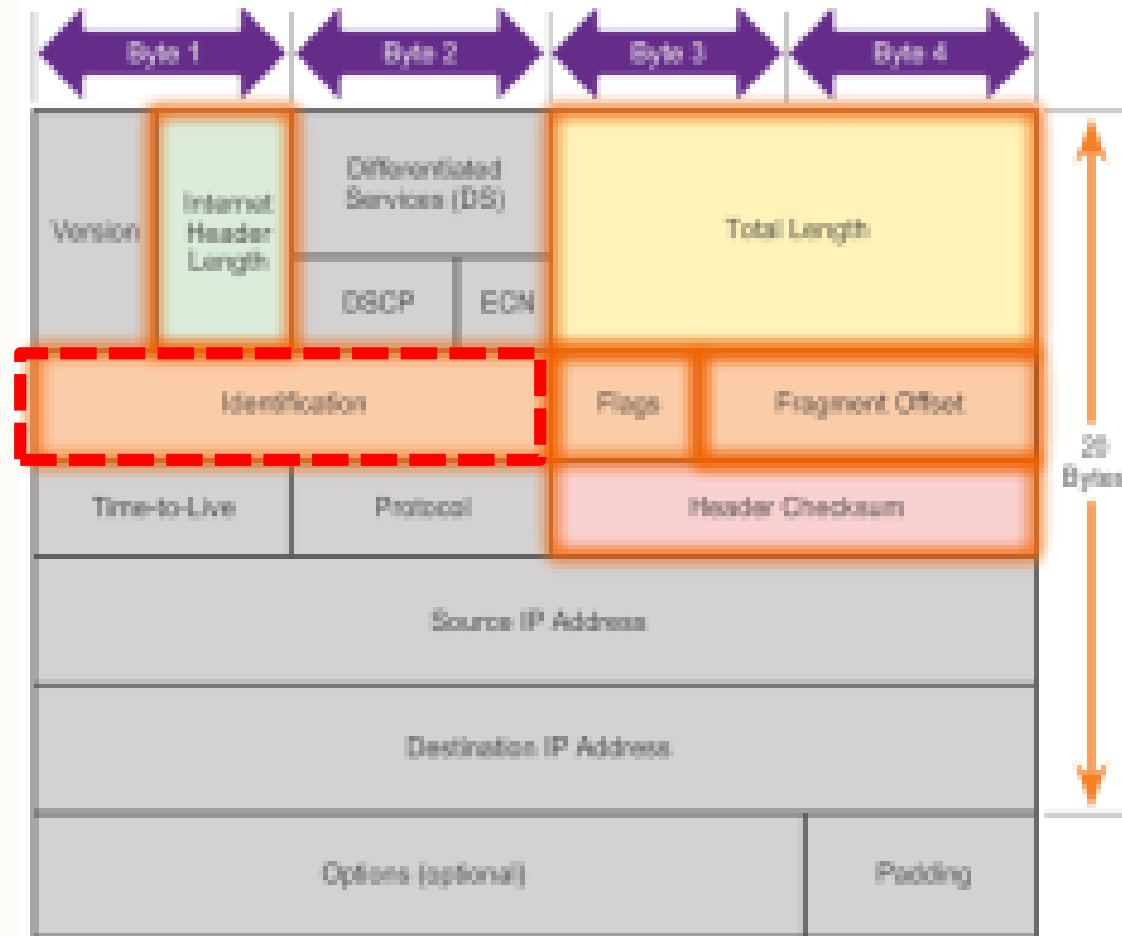 Byte 1 Byte 2 Byte 3 Byte 4
Version
Internet
Header
Length
Differentiated
Services (DS)
DSCP ECN
Total Length
Identification Flags Fragment Offset
Time-to-Live Protocol Header Checksum
Source IP Address
Destination IP Address
Options (optional) Padding
20
Bytes